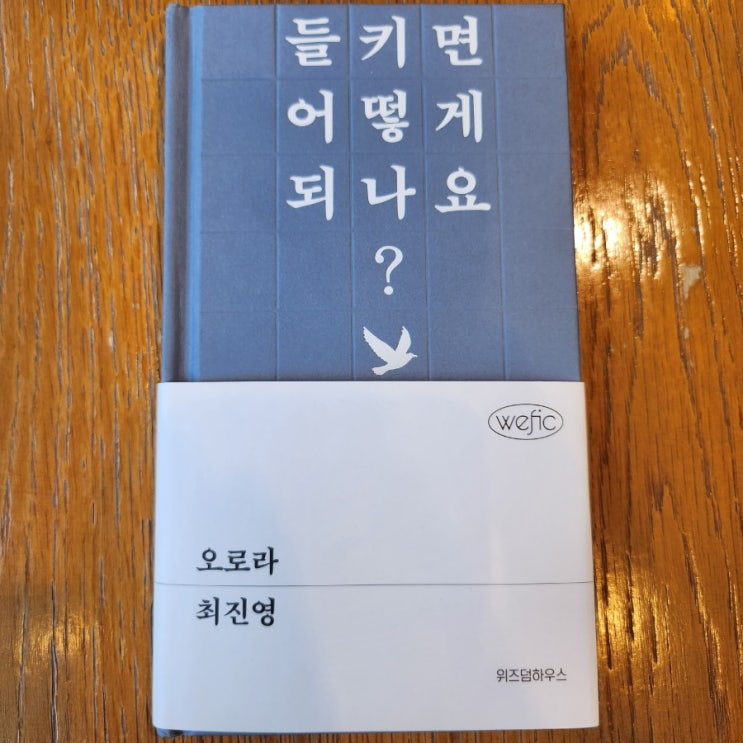 들키면
어떻게
되나요
?
wefic
오로라
최진영
위즈덤하우스